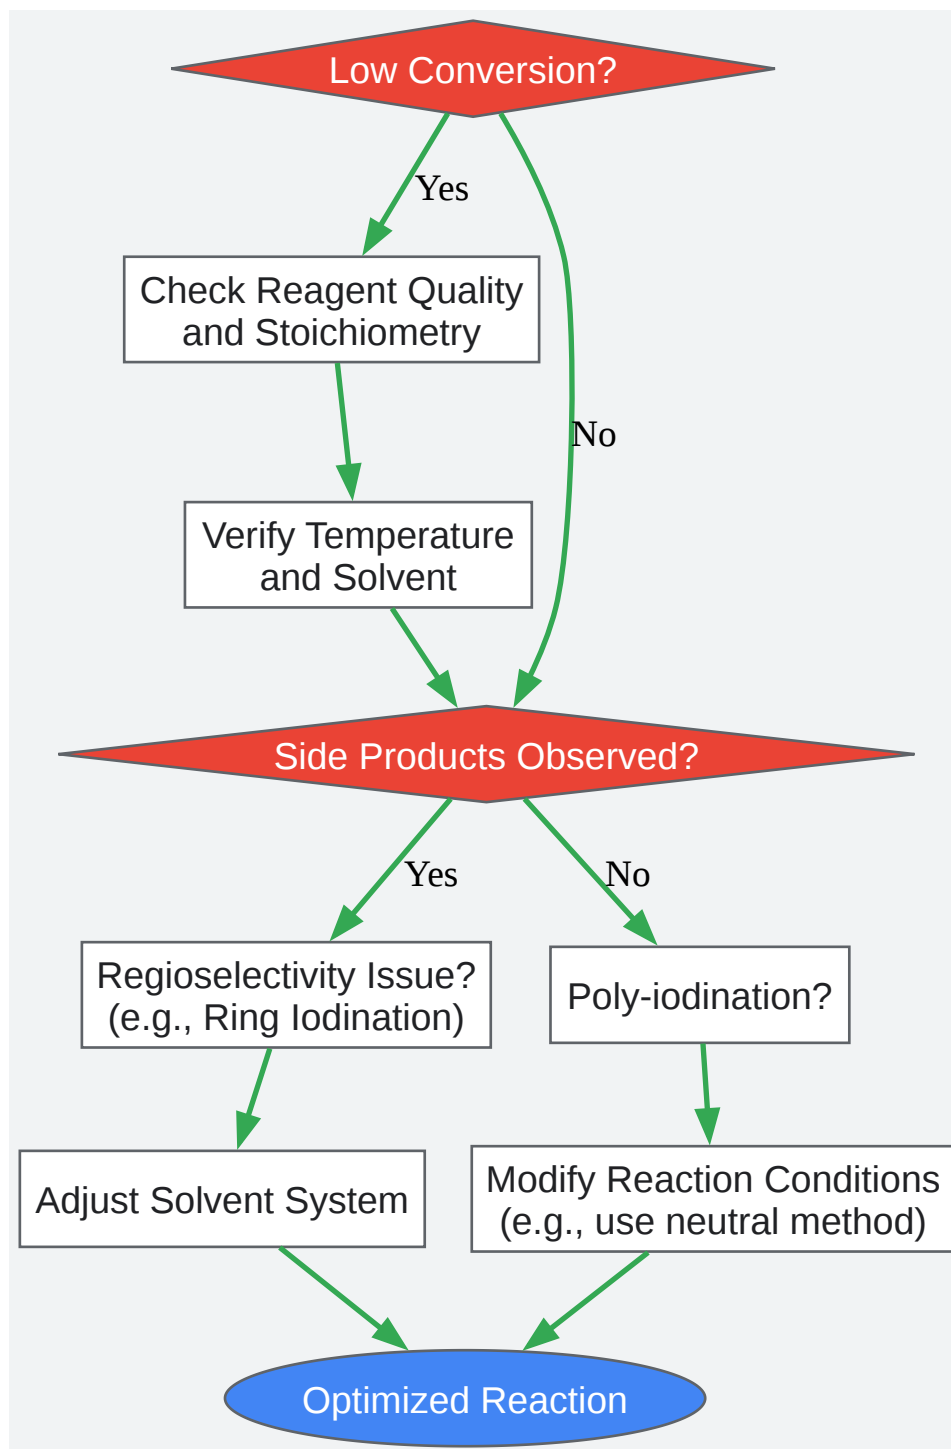 Low Conversion?
Yes
Check Reagent Quality
and Stoichiometry
No
Verify Temperature
and Solvent
Side Products Observed?
Yes
No
Regioselectivity Issue?
(e.g., Ring Iodination)
Poly-iodination?
Adjust Solvent System
Modify Reaction Conditions
(e.g., use neutral method)
Optimized Reaction